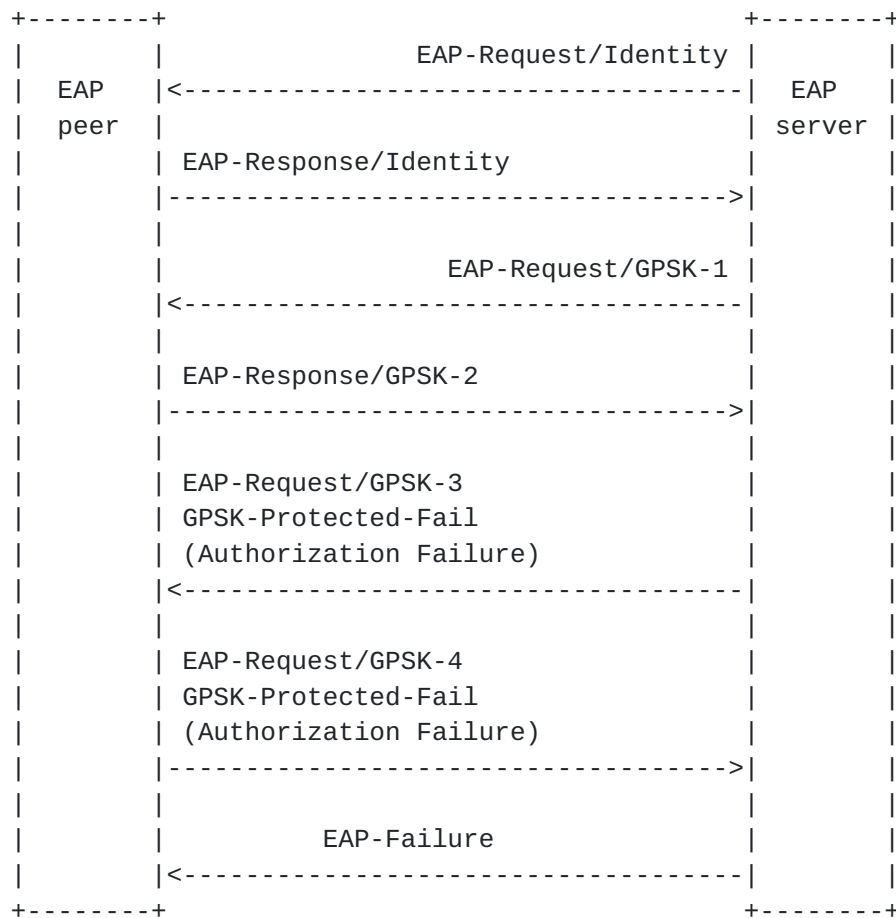 +--------+                                     +--------+
|        |                EAP-Request/Identity |        |
|  EAP   |<------------------------------------|  EAP   |
|  peer  |                                     | server |
|        | EAP-Response/Identity               |        |
|        |------------------------------------>|        |
|        |                                     |        |
|        |                  EAP-Request/GPSK-1 |        |
|        |<------------------------------------|        |
|        |                                     |        |
|        | EAP-Response/GPSK-2                 |        |
|        |------------------------------------>|        |
|        |                                     |        |
|        | EAP-Request/GPSK-3                  |        |
|        | GPSK-Protected-Fail                 |        |
|        | (Authorization Failure)             |        |
|        |<------------------------------------|        |
|        |                                     |        |
|        | EAP-Request/GPSK-4                  |        |
|        | GPSK-Protected-Fail                 |        |
|        | (Authorization Failure)             |        |
|        |------------------------------------>|        |
|        |                                     |        |
|        |          EAP-Failure                |        |
|        |<------------------------------------|        |
+--------+                                     +--------+